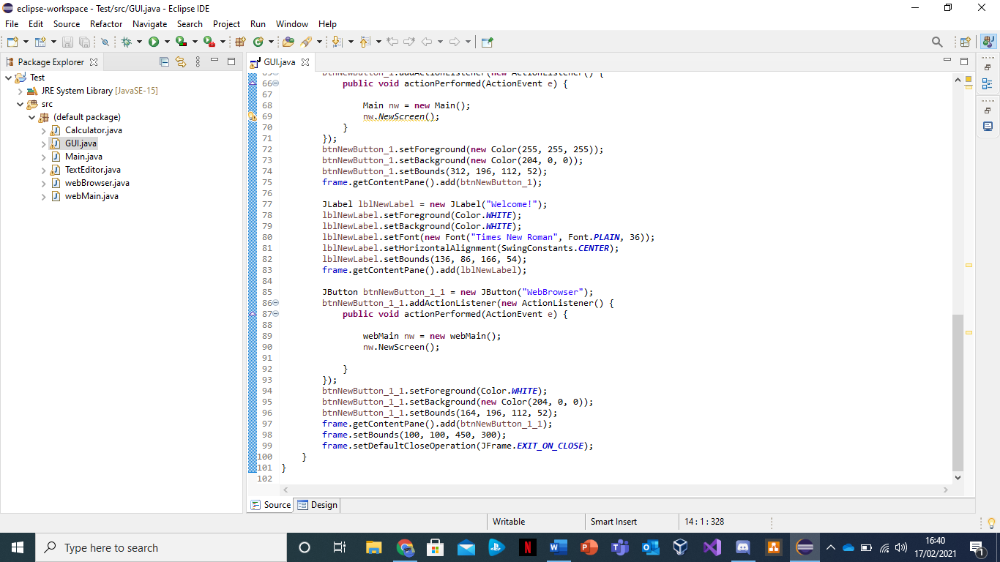 eclipse-workspace - Test/src/GUI.java - Eclipse IDE
File Edit Source Refactor Navigate Search Project Run Window Help
Package Explorer
GUI.java
Test
JRE System Library [JavaSE-15]
src
(default package)
Calculator.java
GUI.java
Main.java
TextEditor.java
webBrowser.java
webMain.java
65 btnNewButton_1.addActionListener(new ActionListener() {
66 public void actionPerformed(ActionEvent e) {
67
68 Main nw = new Main();
69 nw.NewScreen();
70 }
71 });
72 btnNewButton_1.setForeground(new Color(255, 255, 255));
73 btnNewButton_1.setBackground(new Color(204, 0, 0));
74 btnNewButton_1.setBounds(312, 196, 112, 52);
75 frame.getContentPane().add(btnNewButton_1);
76
77 JLabel lblNewLabel = new JLabel("Welcome!");
78 lblNewLabel.setForeground(Color.WHITE);
79 lblNewLabel.setBackground(Color.WHITE);
80 lblNewLabel.setFont(new Font("Times New Roman", Font.PLAIN, 36));
81 lblNewLabel.setHorizontalAlignment(SwingConstants.CENTER);
82 lblNewLabel.setBounds(136, 86, 166, 54);
83 frame.getContentPane().add(lblNewLabel);
84
85 JButton btnNewButton_1_1 = new JButton("WebBrowser");
86 btnNewButton_1_1.addActionListener(new ActionListener() {
87 public void actionPerformed(ActionEvent e) {
88
89 webMain nw = new webMain();
90 nw.NewScreen();
91
92 }
93 });
94 btnNewButton_1_1.setForeground(Color.WHITE);
95 btnNewButton_1_1.setBackground(new Color(204, 0, 0));
96 btnNewButton_1_1.setBounds(164, 196, 112, 52);
97 frame.getContentPane().add(btnNewButton_1_1);
98 frame.setBounds(100, 100, 450, 300);
99 frame.setDefaultCloseOperation(JFrame.EXIT_ON_CLOSE);
100 }
101 }
102
Source Design
Writable Smart Insert 14 : 1 : 328
Type here to search
16:40
17/02/2021
1